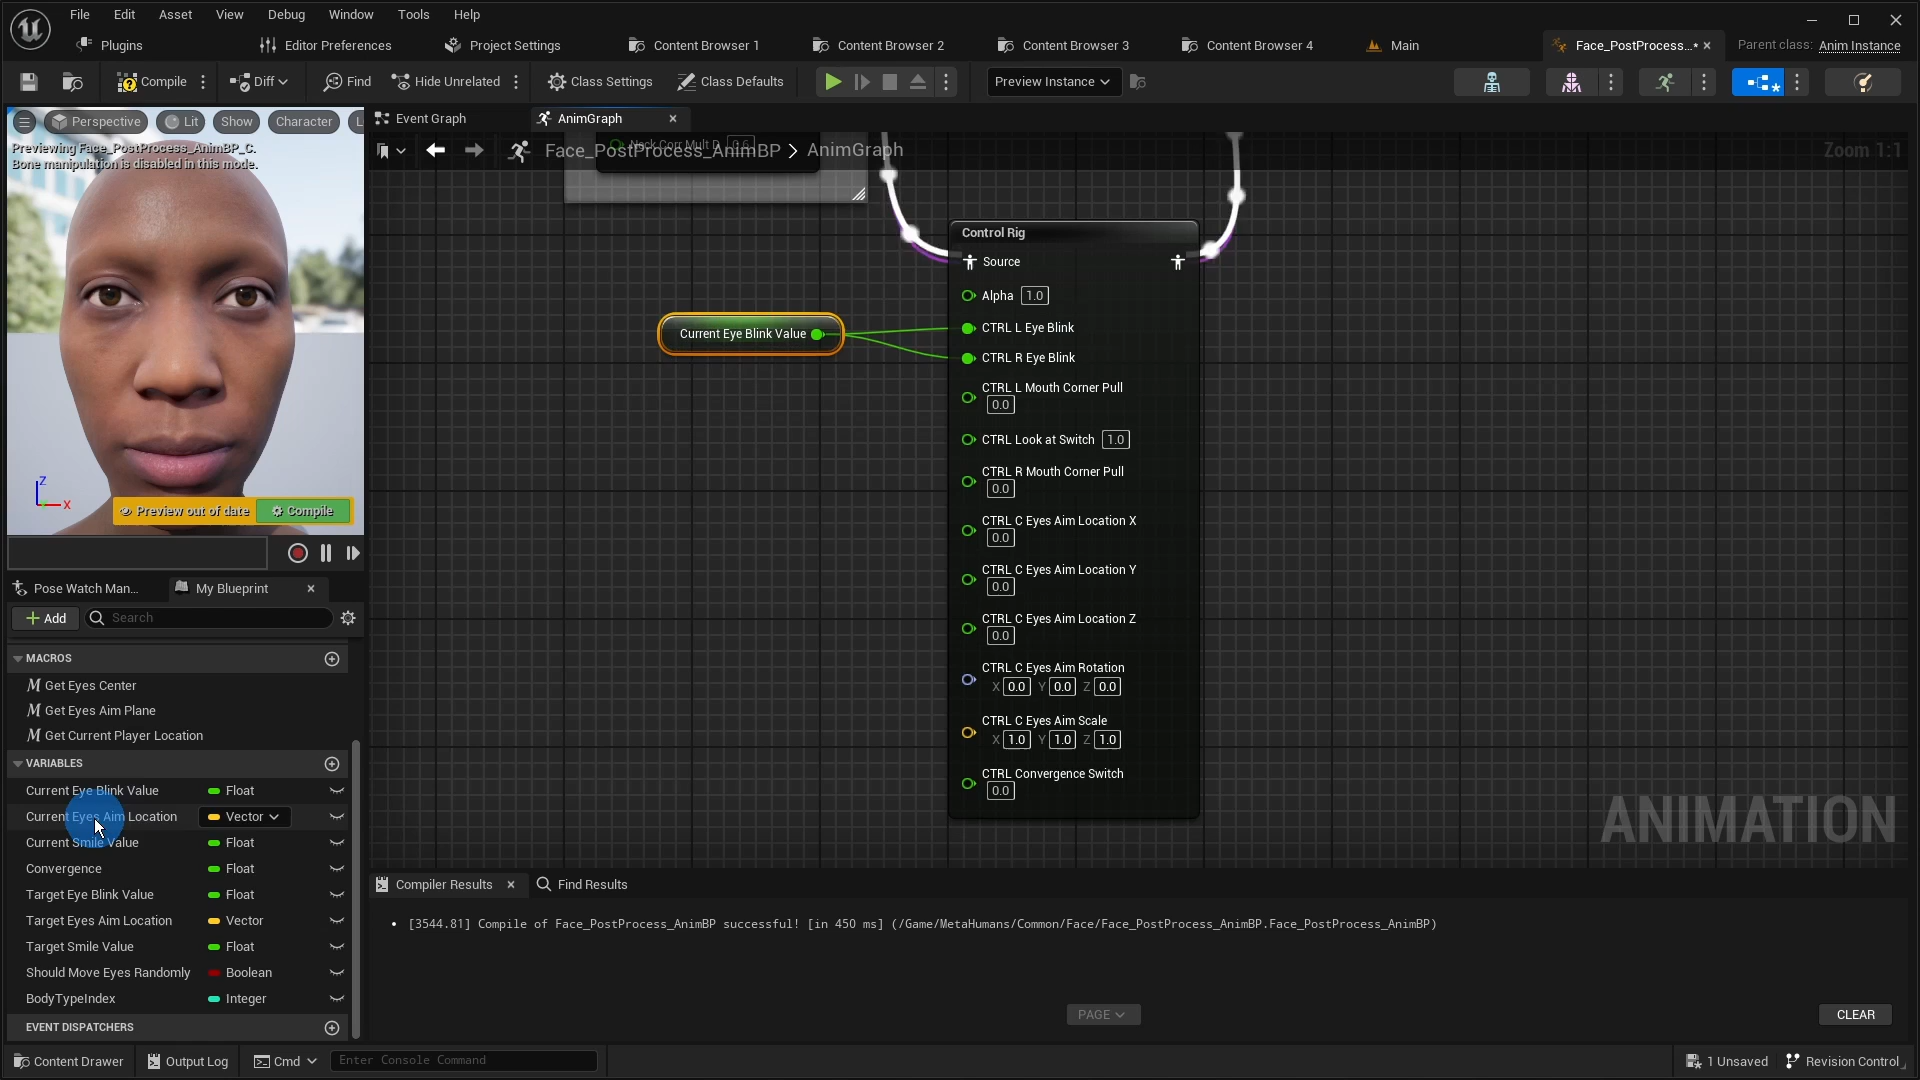 File Edit Asset View Debug Window Tools Help
Plugins Editor Preferences Project Settings Content Browser 1 Content Browser 2 Content Browser 3 Content Browser 4 Main Face_PostProcess...* Parent class: Anim Instance
Compile Diff Find Hide Unrelated Class Settings Class Defaults Preview Instance
Perspective Lit Show Character L
Previewing Face_PostProcess_AnimBP_C.
Bone manipulation is disabled in this mode.
Z
X
Preview out of date Compile
Event Graph AnimGraph
Neck Corr Mult D 0.6
Face_PostProcess_AnimBP > AnimGraph
Zoom 1:1
Control Rig
Source
Alpha 1.0
Current Eye Blink Value
CTRL L Eye Blink
CTRL R Eye Blink
CTRL L Mouth Corner Pull
0.0
CTRL Look at Switch 1.0
CTRL R Mouth Corner Pull
0.0
CTRL C Eyes Aim Location X
0.0
CTRL C Eyes Aim Location Y
0.0
CTRL C Eyes Aim Location Z
0.0
CTRL C Eyes Aim Rotation
X 0.0 Y 0.0 Z 0.0
CTRL C Eyes Aim Scale
X 1.0 Y 1.0 Z 1.0
CTRL Convergence Switch
0.0
ANIMATION
Pose Watch Man... My Blueprint
Add Search
MACROS
Get Eyes Center
Get Eyes Aim Plane
Get Current Player Location
VARIABLES
Current Eye Blink Value Float
Current Eyes Aim Location Vector
Current Smile Value Float
Convergence Float
Target Eye Blink Value Float
Target Eyes Aim Location Vector
Target Smile Value Float
Should Move Eyes Randomly Boolean
BodyTypeIndex Integer
EVENT DISPATCHERS
Compiler Results Find Results
[3544.81] Compile of Face_PostProcess_AnimBP successful! [in 450 ms] (/Game/MetaHumans/Common/Face/Face_PostProcess_AnimBP.Face_PostProcess_AnimBP)
PAGE CLEAR
Content Drawer Output Log Cmd Enter Console Command 1 Unsaved Revision Control